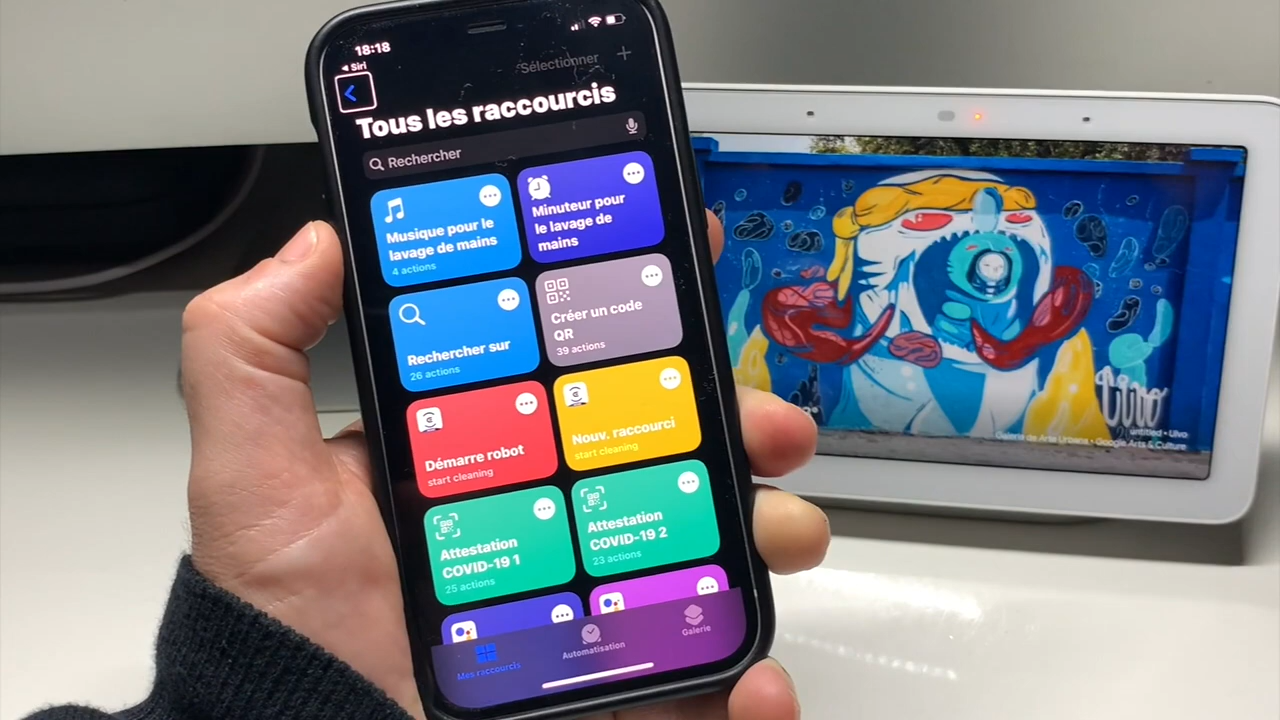 18:18
Siri
Sélectionner
Tous les raccourcis
Rechercher
Musique pour le
lavage de mains
4 actions
Minuteur pour
le lavage de
mains
Rechercher sur
26 actions
Créer un code
QR
39 actions
Démarre robot
start cleaning
Nouv. raccourci
start cleaning
Attestation
COVID-19 1
25 actions
Attestation
COVID-19 2
23 actions
Mes raccourcis
Automatisation
Galerie
untitled • Ulvo
Galeria de Arte Urbana • Google Arts & Culture